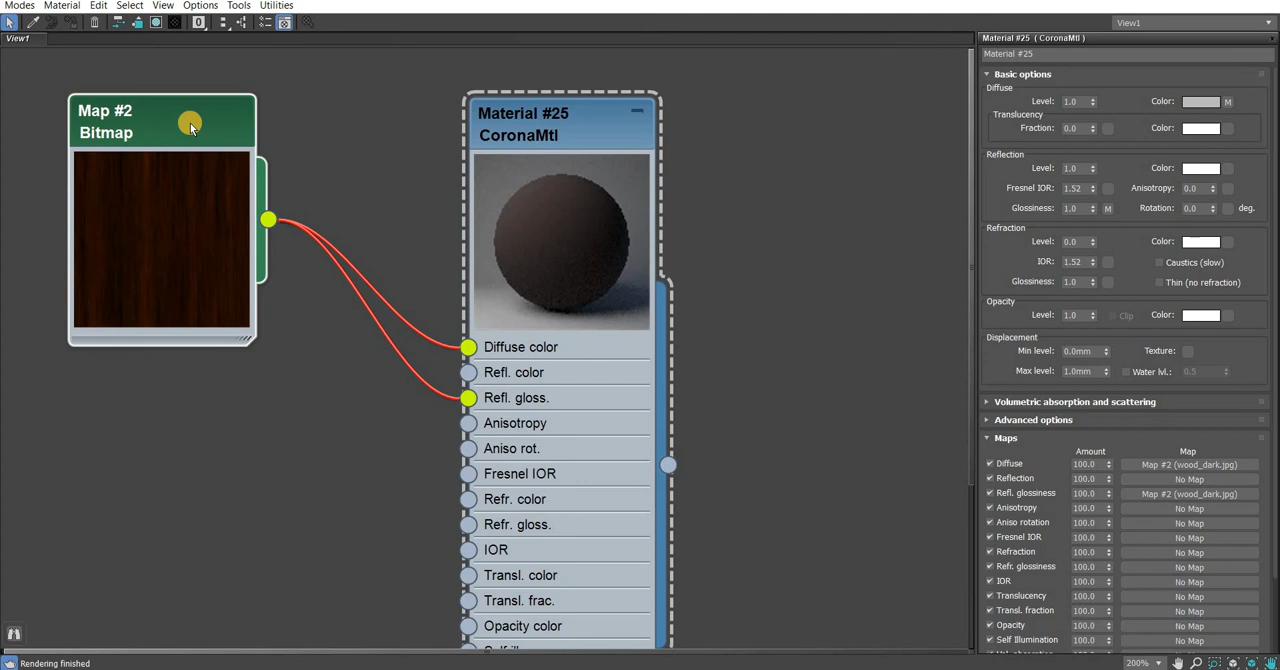 Modes Material Edit Select View Options Tools Utilities
0
View1
View1
Map #2
Bitmap
Material #25
CoronaMtl
Diffuse color
Refl. color
Refl. gloss.
Anisotropy
Aniso rot.
Fresnel IOR
Refr. color
Refr. gloss.
IOR
Transl. color
Transl. frac.
Opacity color
Material #25 ( CoronaMtl )
Material #25
Basic options
Diffuse
Level: 1.0 Color: M
Translucency
Fraction: 0.0 Color:
Reflection
Level: 1.0 Color:
Fresnel IOR: 1.52 Anisotropy: 0.0
Glossiness: 1.0 M Rotation: 0.0 deg.
Refraction
Level: 0.0 Color:
IOR: 1.52 Caustics (slow)
Glossiness: 1.0 Thin (no refraction)
Opacity
Level: 1.0 Clip Color:
Displacement
Min level: 0.0mm Texture:
Max level: 1.0mm Water lvl.: 0.5
Volumetric absorption and scattering
Advanced options
Maps
Amount Map
Diffuse 100.0 Map #2 (wood_dark.jpg)
Reflection 100.0 No Map
Refl. glossiness 100.0 Map #2 (wood_dark.jpg)
Anisotropy 100.0 No Map
Aniso rotation 100.0 No Map
Fresnel IOR 100.0 No Map
Refraction 100.0 No Map
Refr. glossiness 100.0 No Map
IOR 100.0 No Map
Translucency 100.0 No Map
Transl. fraction 100.0 No Map
Opacity 100.0 No Map
Self Illumination 100.0 No Map
Rendering finished
200%